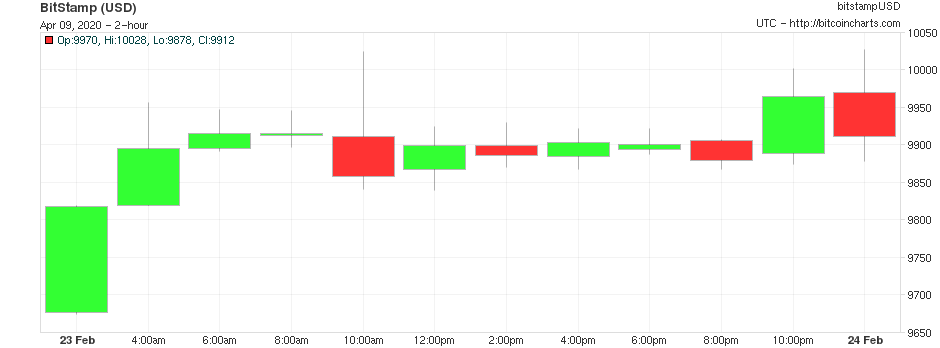 BitStamp (USD)
bitstampUSD
Apr 09, 2020 - 2-hour
UTC - http://bitcoincharts.com
Op:9970, Hi:10028, Lo:9878, Cl:9912
10050
10000
9950
9900
9850
9800
9750
9700
9650
23 Feb 4:00am 6:00am 8:00am 10:00am 12:00pm 2:00pm 4:00pm 6:00pm 8:00pm 10:00pm 24 Feb